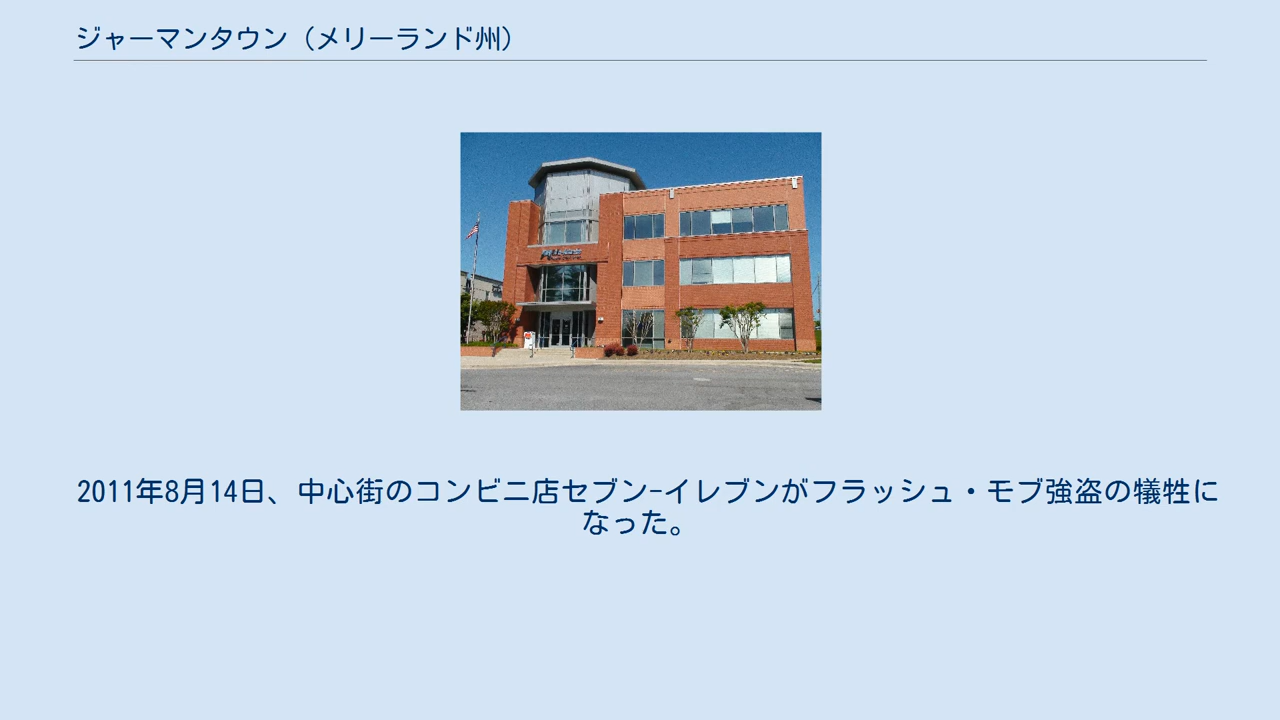 ジャーマンタウン（メリーランド州）
2011年8月14日、中心街のコンビニ店セブン-イレブンがフラッシュ・モブ強盗の犠牲に
なった。